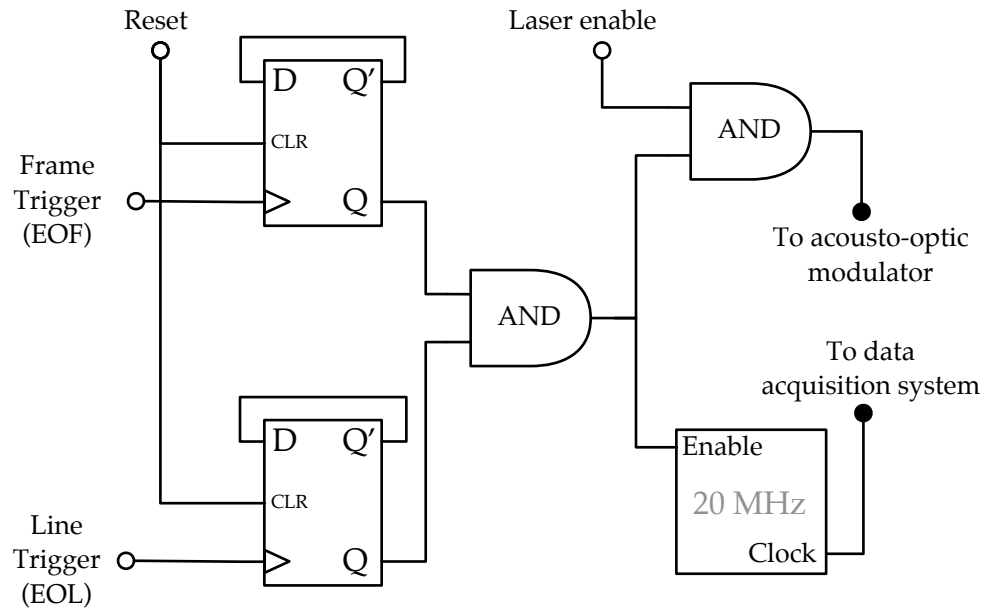 Reset
Laser enable
D Q'
CLR
Q
AND
Frame
Trigger
(EOF)
To acousto-optic
modulator
AND
To data
acquisition system
D Q'
CLR
Q
Enable
20 MHz
Clock
Line
Trigger
(EOL)